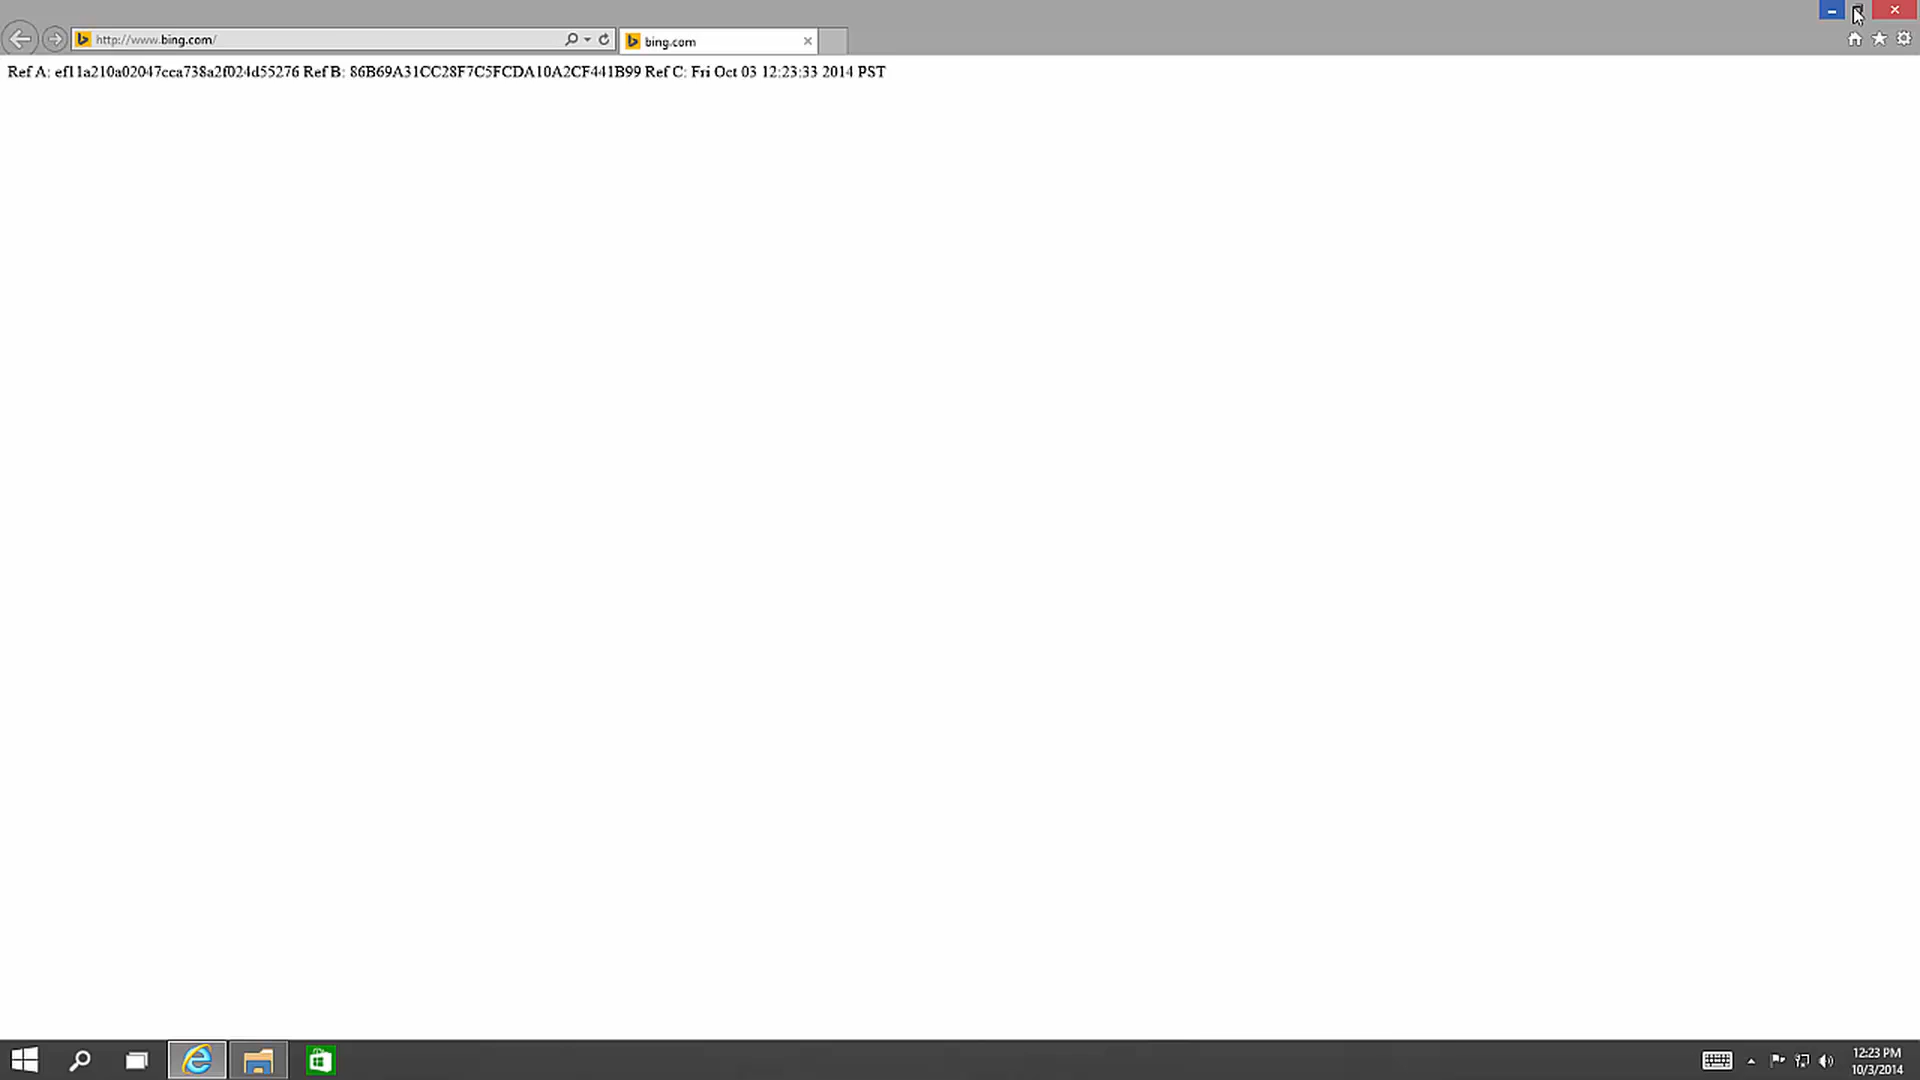 http://www.bing.com/
bing.com
Ref A: ef11a210a02047cca738a2f024d55276 Ref B: 86B69A31CC28F7C5FCDA10A2CF441B99 Ref C: Fri Oct 03 12:23:33 2014 PST
12:23 PM
10/3/2014